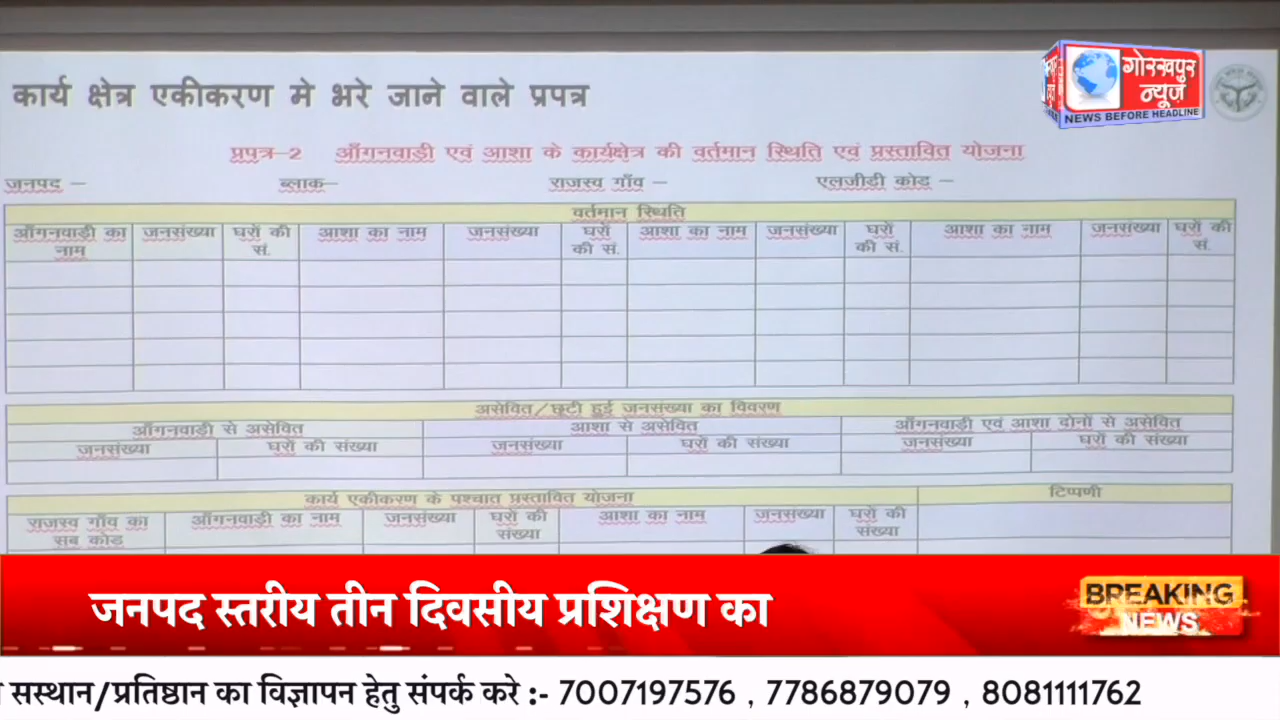 कार्य क्षेत्र एकीकरण मे भरे जाने वाले प्रपत्र
गोरखपुर
न्यूज़
NEWS BEFORE HEADLINE
प्रपत्र–2 आँगनवाड़ी एवं आशा के कार्यक्षेत्र की वर्तमान स्थिति एवं प्रस्तावित योजना
जनपद – ब्लाक– राजस्व गाँव – एलजीडी कोड –
वर्तमान स्थिति
आँगनवाड़ी का नाम जनसंख्या घरों की सं. आशा का नाम जनसंख्या घरों की सं. आशा का नाम जनसंख्या घरों की सं. आशा का नाम जनसंख्या घरों की सं.
असेवित/छूटी हुई जनसंख्या का विवरण
आँगनवाड़ी से असेवित आशा से असेवित आँगनवाड़ी एवं आशा दोनों से असेवित
जनसंख्या घरों की संख्या जनसंख्या घरों की संख्या जनसंख्या घरों की संख्या
कार्य एकीकरण के पश्चात प्रस्तावित योजना टिप्पणी
राजस्व गाँव का सब कोड आँगनवाड़ी का नाम जनसंख्या घरों की संख्या आशा का नाम जनसंख्या घरों की संख्या
जनपद स्तरीय तीन दिवसीय प्रशिक्षण का
BREAKING
NEWS
सस्थान/प्रतिष्ठान का विज्ञापन हेतु संपर्क करे :- 7007197576 , 7786879079 , 8081111762